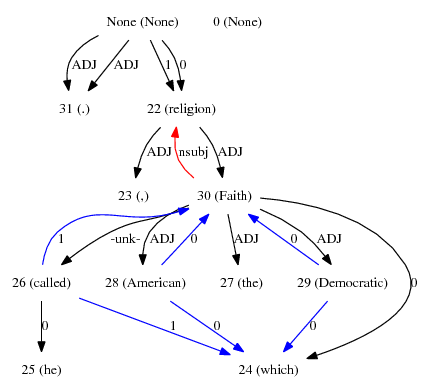 None (None) 0 (None)
ADJ ADJ 1 0
31 (.) 22 (religion)
ADJ nsubj ADJ
23 (,) 30 (Faith)
1 -unk- ADJ 0 ADJ 0 ADJ
26 (called) 28 (American) 27 (the) 29 (Democratic) 0
0 1 0 0
25 (he) 24 (which)